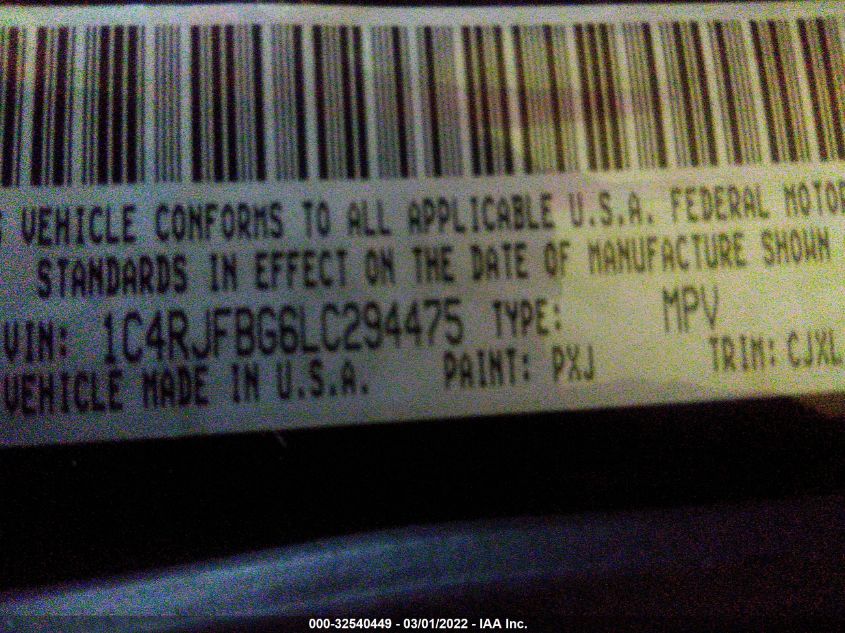 VEHICLE CONFORMS TO ALL APPLICABLE U.S.A. FEDERAL MOTOR
STANDARDS IN EFFECT ON THE DATE OF MANUFACTURE SHOWN
VIN: 1C4RJFBG6LC294475 TYPE: MPV
VEHICLE MADE IN U.S.A. PAINT: PXJ TRIM: CJXL
000-32540449 - 03/01/2022 - IAA Inc.